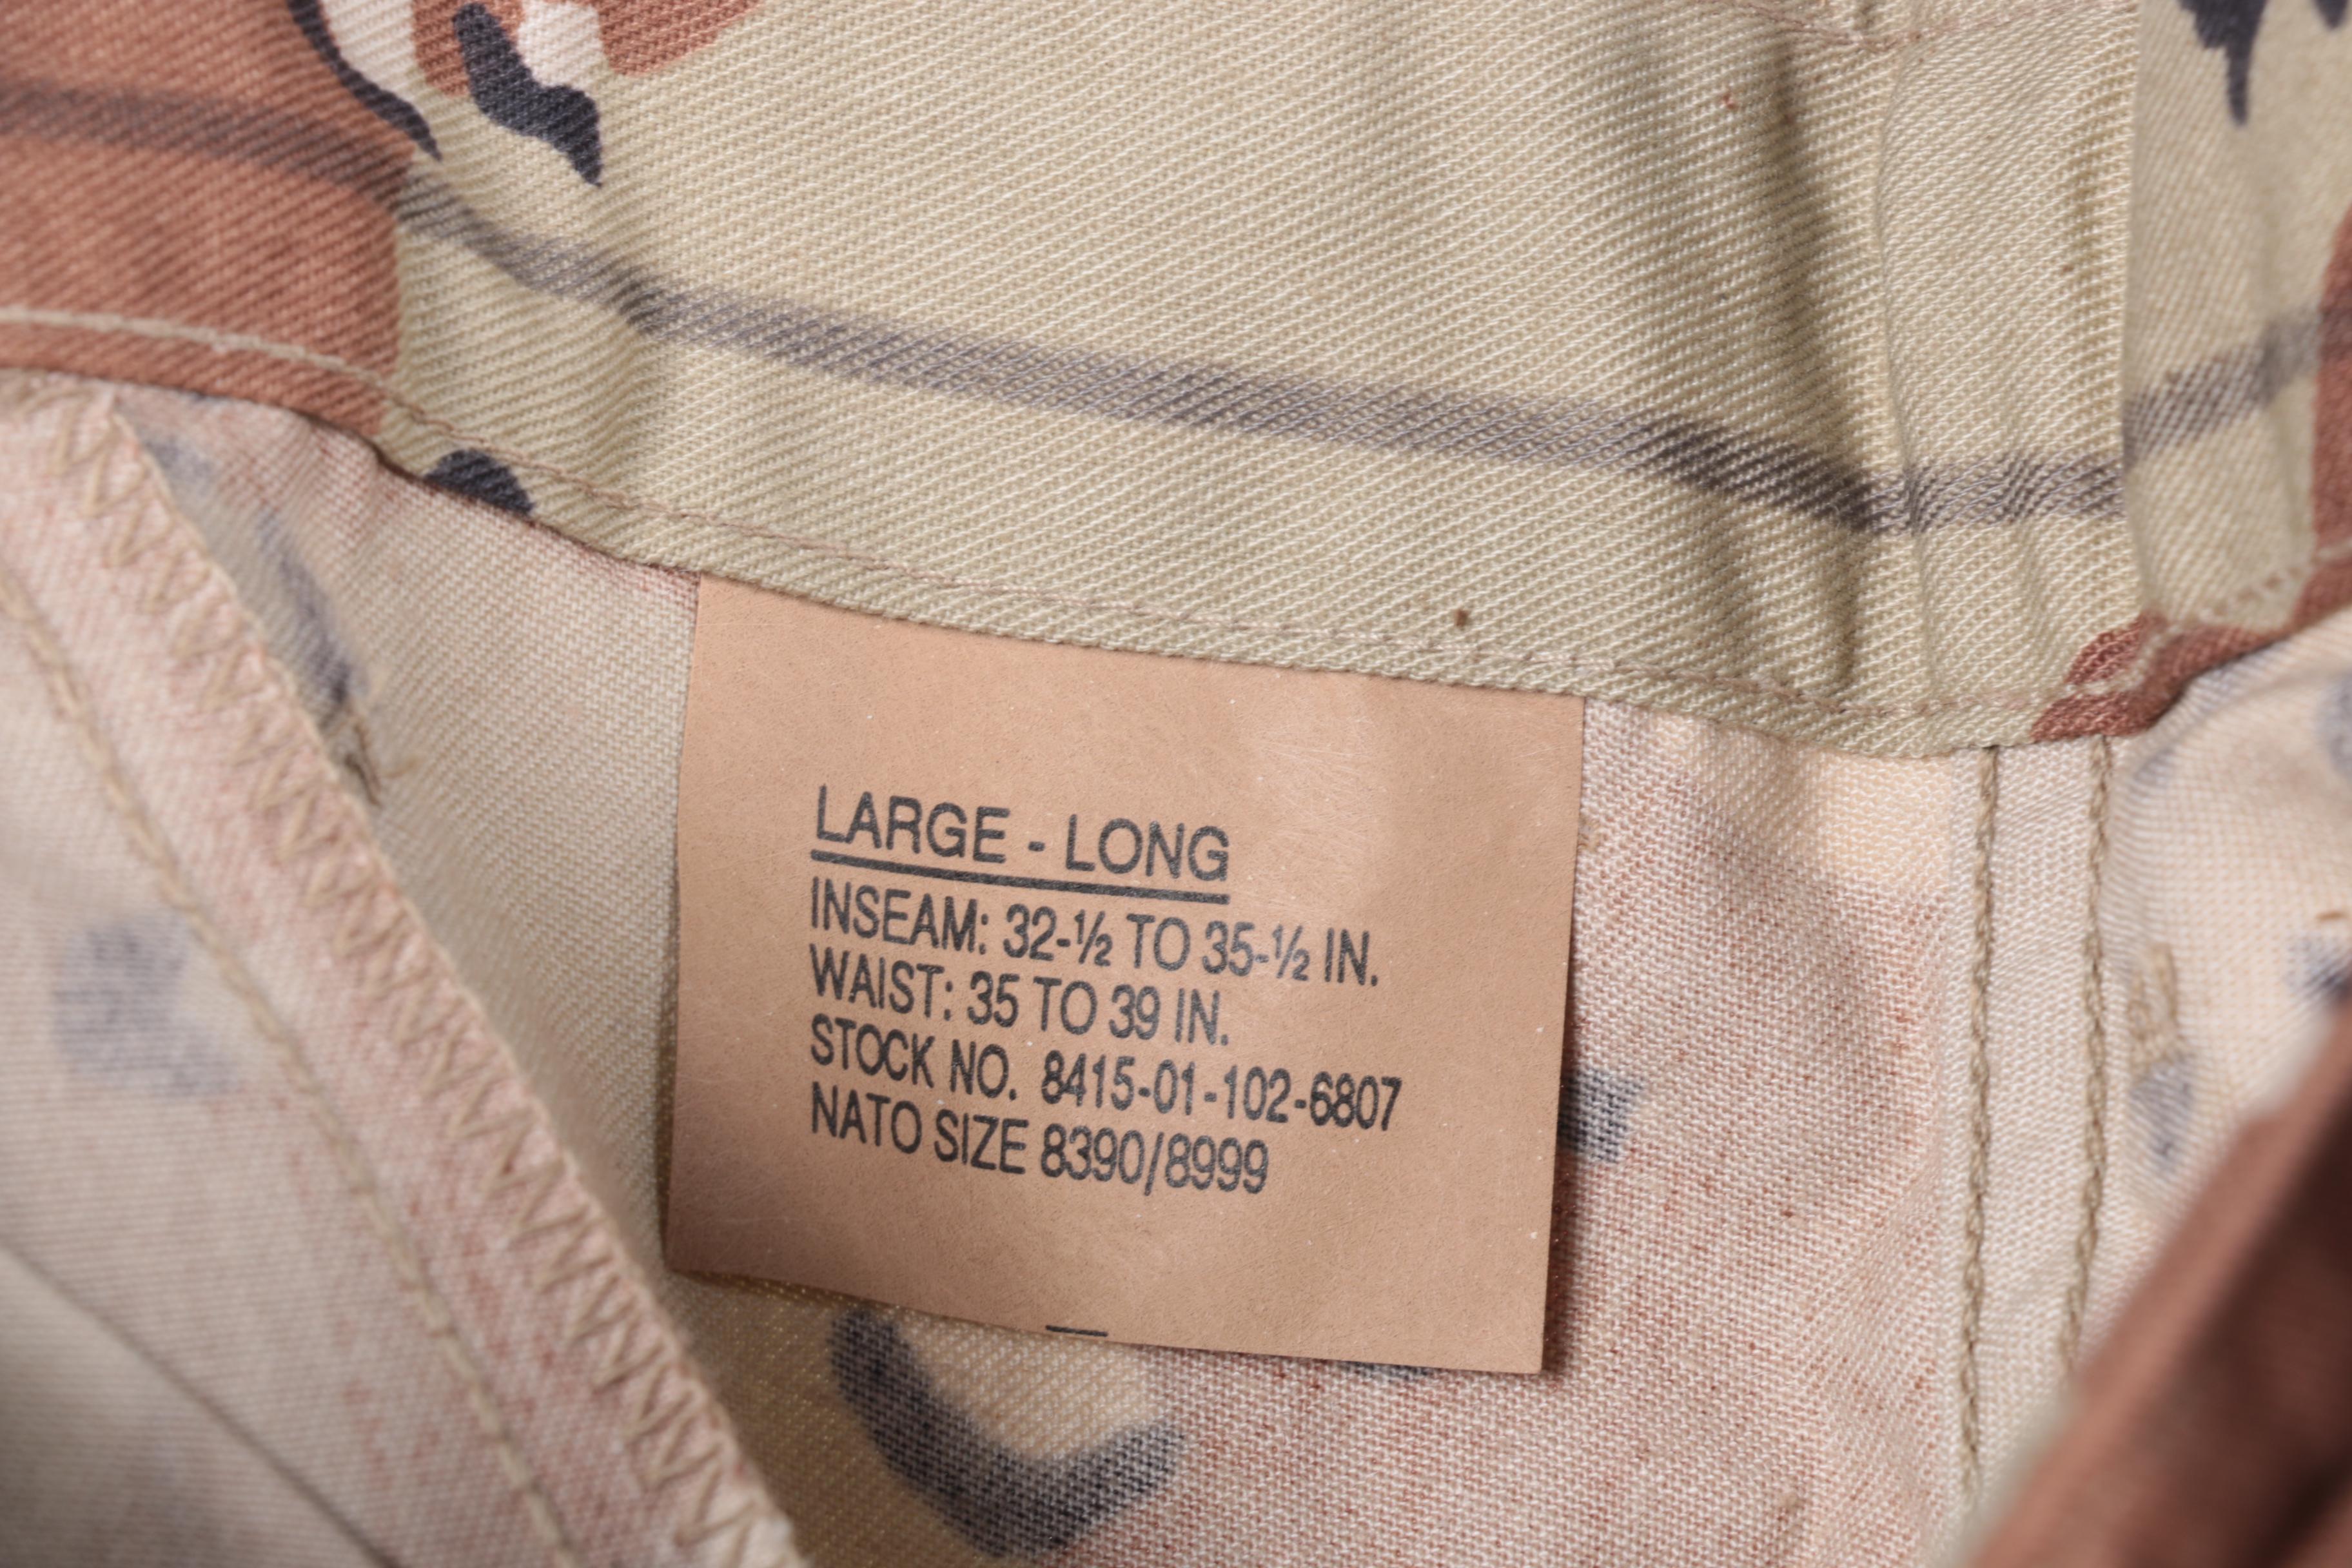 LARGE - LONG
INSEAM: 32-½ TO 35-½ IN.
WAIST: 35 TO 39 IN.
STOCK NO. 8415-01-102-6807
NATO SIZE 8390/8999